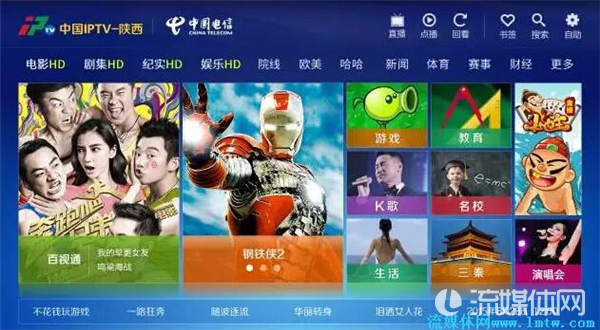 iPTV 中国IPTV-陕西 中国电信 CHINA TELECOM
直播 点播 回看 书签 搜索 自助
电影HD 剧集HD 纪实HD 娱乐HD 院线 欧美 哈哈 新闻 体育 赛事 财经 更多
奔跑吧
百视通
我的早更女友
鸣梁海战
钢铁侠2
游戏
教育
K歌
e=mc
名校
生活
三秦
演唱会
不花钱玩游戏 一路狂奔 随波逐流 华丽转身 泪洒女人花
流媒体网
流媒体网 www.lmtw.com